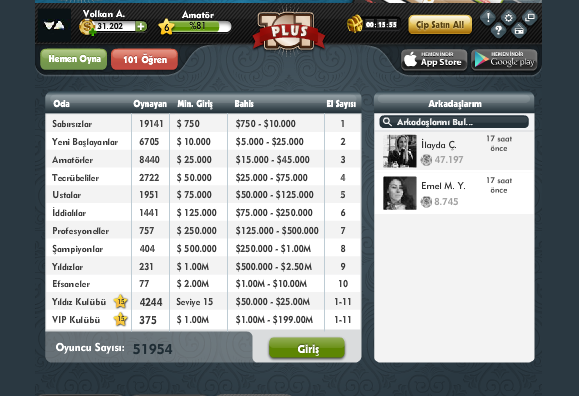 VA
Volkan A.
31.202 +
6
Amatör
%81
101
PLUS
00:15:55
Çip Satın Al!
Hemen Oyna
101 Öğren
HEMEN İNDİR
App Store
HEMEN İNDİR
Google play
Oda Oynayan Min. Giriş Bahis El Sayısı
Sabırsızlar 19141 $ 750 $750 - $10.000 1
Yeni Başlayanlar 6705 $ 10.000 $5.000 - $25.000 2
Amatörler 8440 $ 25.000 $15.000 - $45.000 3
Tecrübeliler 2722 $ 50.000 $25.000 - $75.000 4
Ustalar 1951 $ 75.000 $50.000 - $125.000 5
İddialılar 1441 $ 125.000 $75.000 - $250.000 6
Profesyoneller 757 $ 250.000 $125.000 - $500.000 7
Şampiyonlar 404 $ 500.000 $250.000 - $1.00M 8
Yıldızlar 231 $ 1.00M $500.000 - $2.50M 9
Efsaneler 77 $ 2.00M $1.00M - $10.00M 10
Yıldız Kulübü 15 4244 Seviye 15 $50.000 - $25.00M 1-11
VIP Kulübü 15 375 $ 1.00M $1.00M - $199.00M 1-11
Oyuncu Sayısı: 51954
Giriş
Arkadaşlarım
Arkadaşlarını Bul...
İlayda Ç.
47.197
17 saat
önce
Emel M. Y.
8.745
17 saat
önce